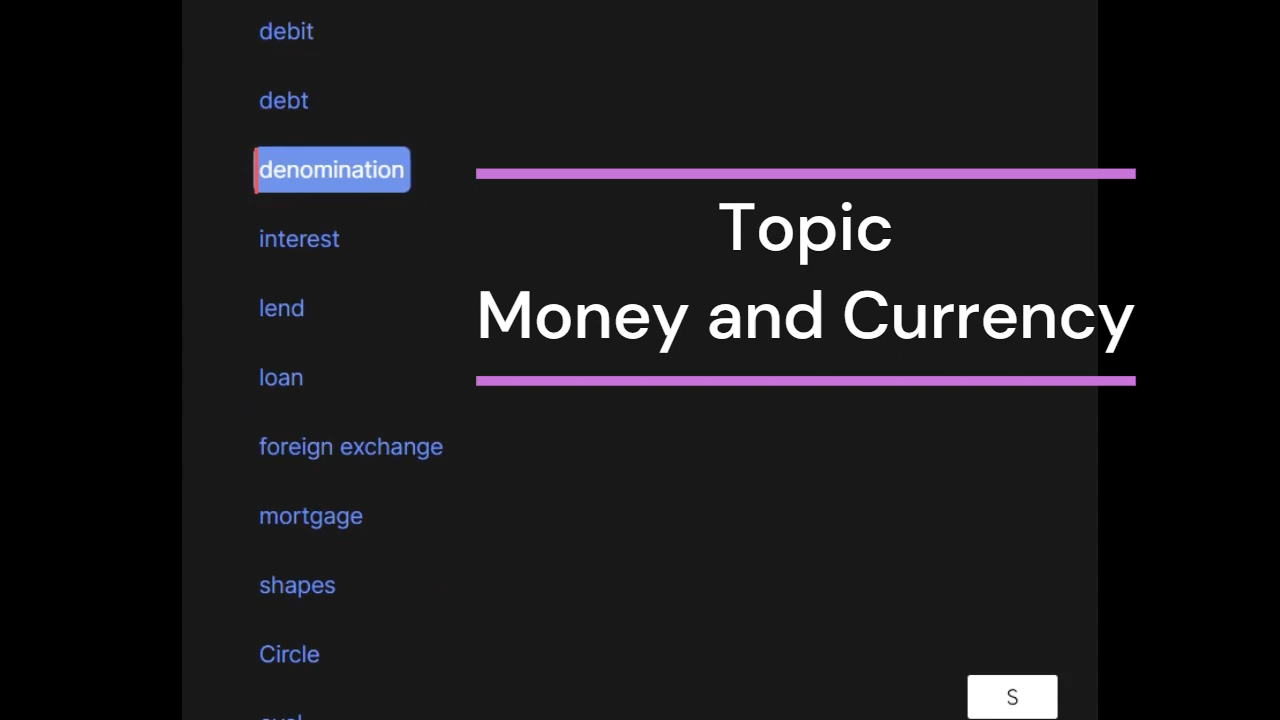 debit
debt
denomination
interest
lend
loan
foreign exchange
mortgage
shapes
Circle
Topic
Money and Currency
S